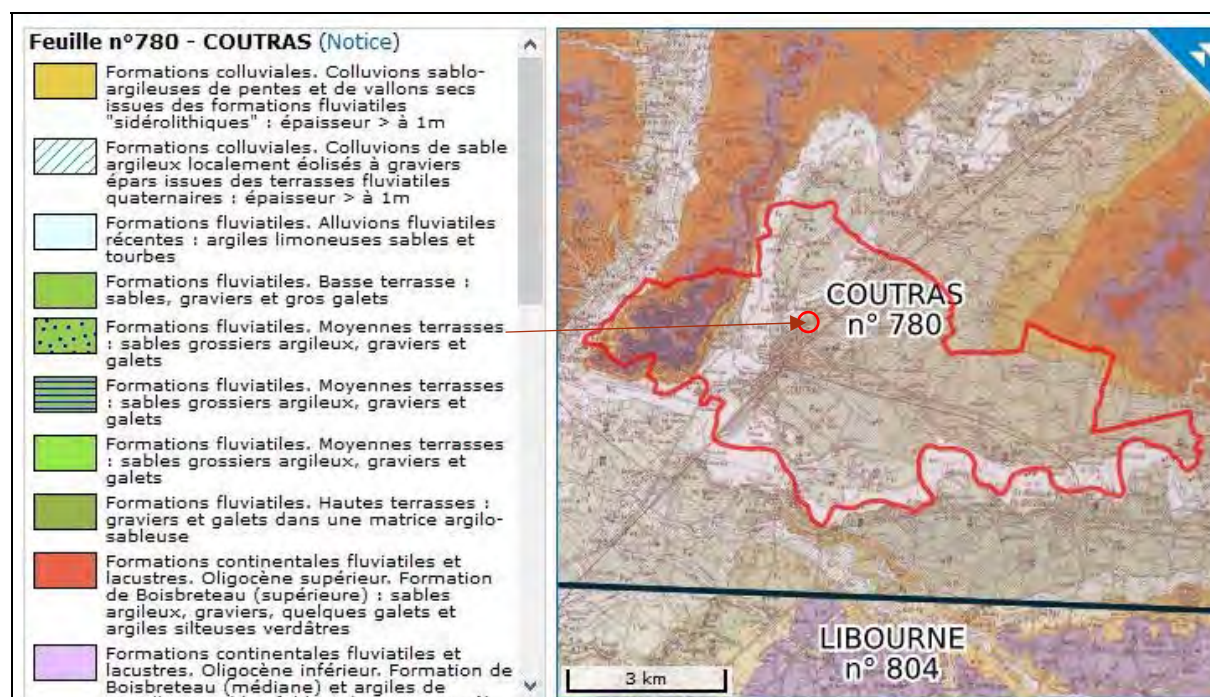 Feuille n°780 - COUTRAS (Notice)
Formations colluviales. Colluvions sablo-
argileuses de pentes et de vallons secs
issues des formations fluviatiles
"sidérolithiques" : épaisseur > à 1m
Formations colluviales. Colluvions de sable
argileux localement éolisés à graviers
épars issues des terrasses fluviatiles
quaternaires : épaisseur > à 1m
Formations fluviatiles. Alluvions fluviatiles
récentes : argiles limoneuses sables et
tourbes
Formations fluviatiles. Basse terrasse :
sables, graviers et gros galets
Formations fluviatiles. Moyennes terrasses
: sables grossiers argileux, graviers et
galets
Formations fluviatiles. Moyennes terrasses
: sables grossiers argileux, graviers et
galets
Formations fluviatiles. Moyennes terrasses
: sables grossiers argileux, graviers et
galets
Formations fluviatiles. Hautes terrasses :
graviers et galets dans une matrice argilo-
sableuse
Formations continentales fluviatiles et
lacustres. Oligocène supérieur. Formation
de Boisbreteau (supérieure) : sables
argileux, graviers, quelques galets et
argiles silteuses verdâtres
Formations continentales fluviatiles et
lacustres. Oligocène inférieur. Formation de
Boisbreteau (médiane) et argiles de
COUTRAS
n° 780
COUTRAS
LIBOURNE
n° 804
3 km